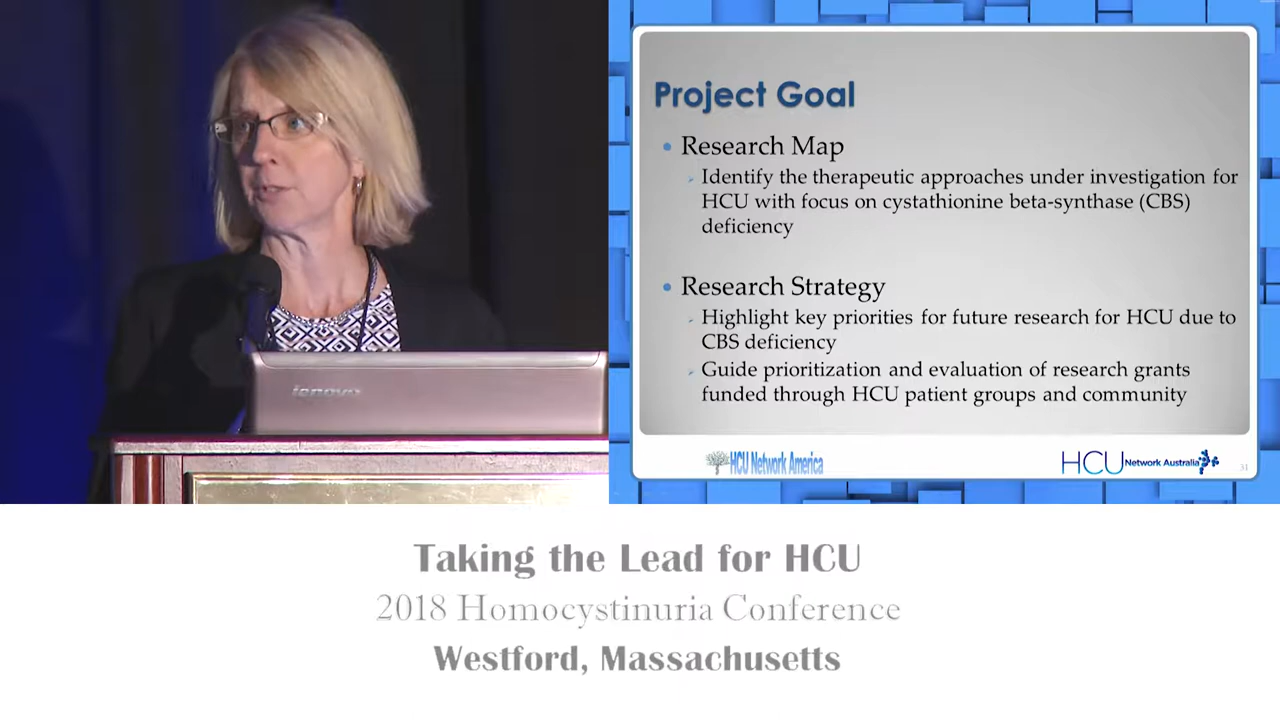 lenovo
Project Goal
• Research Map
Identify the therapeutic approaches under investigation for
HCU with focus on cystathionine beta-synthase (CBS)
deficiency
• Research Strategy
Highlight key priorities for future research for HCU due to
CBS deficiency
Guide prioritization and evaluation of research grants
funded through HCU patient groups and community
HCU Network America
HCU Network Australia
31
Taking the Lead for HCU
2018 Homocystinuria Conference
Westford, Massachusetts